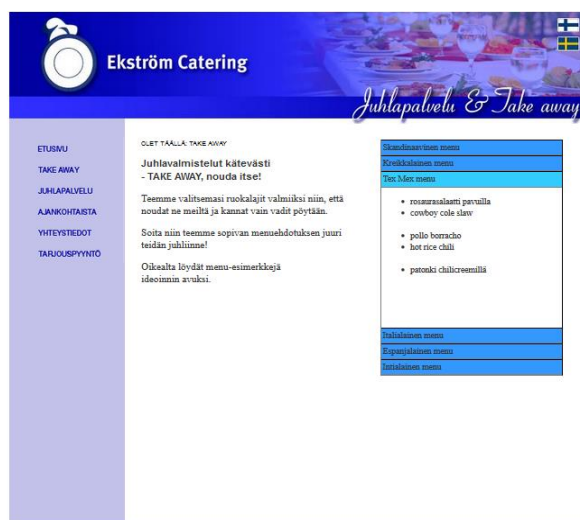 Ekström Catering
Juhlapalvelu & Take away
ETUSIVU
TAKE AWAY
JUHLAPALVELU
AJANKOHTAISTA
YHTEYSTIEDOT
TARJOUSPYYNTÖ
OLET TÄÄLLÄ: TAKE AWAY
Juhlavalmistelut kätevästi
- TAKE AWAY, nouda itse!
Teemme valitsemasi ruokalajit valmiiksi niin, että
noudat ne meiltä ja kannat vain vadit pöytään.
Soita niin teemme sopivan menuehdotuksen juuri
teidän juhliinne!
Oikealta löydät menu-esimerkkejä
ideoinnin avuksi.
Skandinaavinen menu
Kreikkalainen menu
Tex Mex menu
rosaurasalaatti pavuilla
cowboy cole slaw
pollo borracho
hot rice chili
patonki chilicreemillä
Italialainen menu
Espanjalainen menu
Intialainen menu